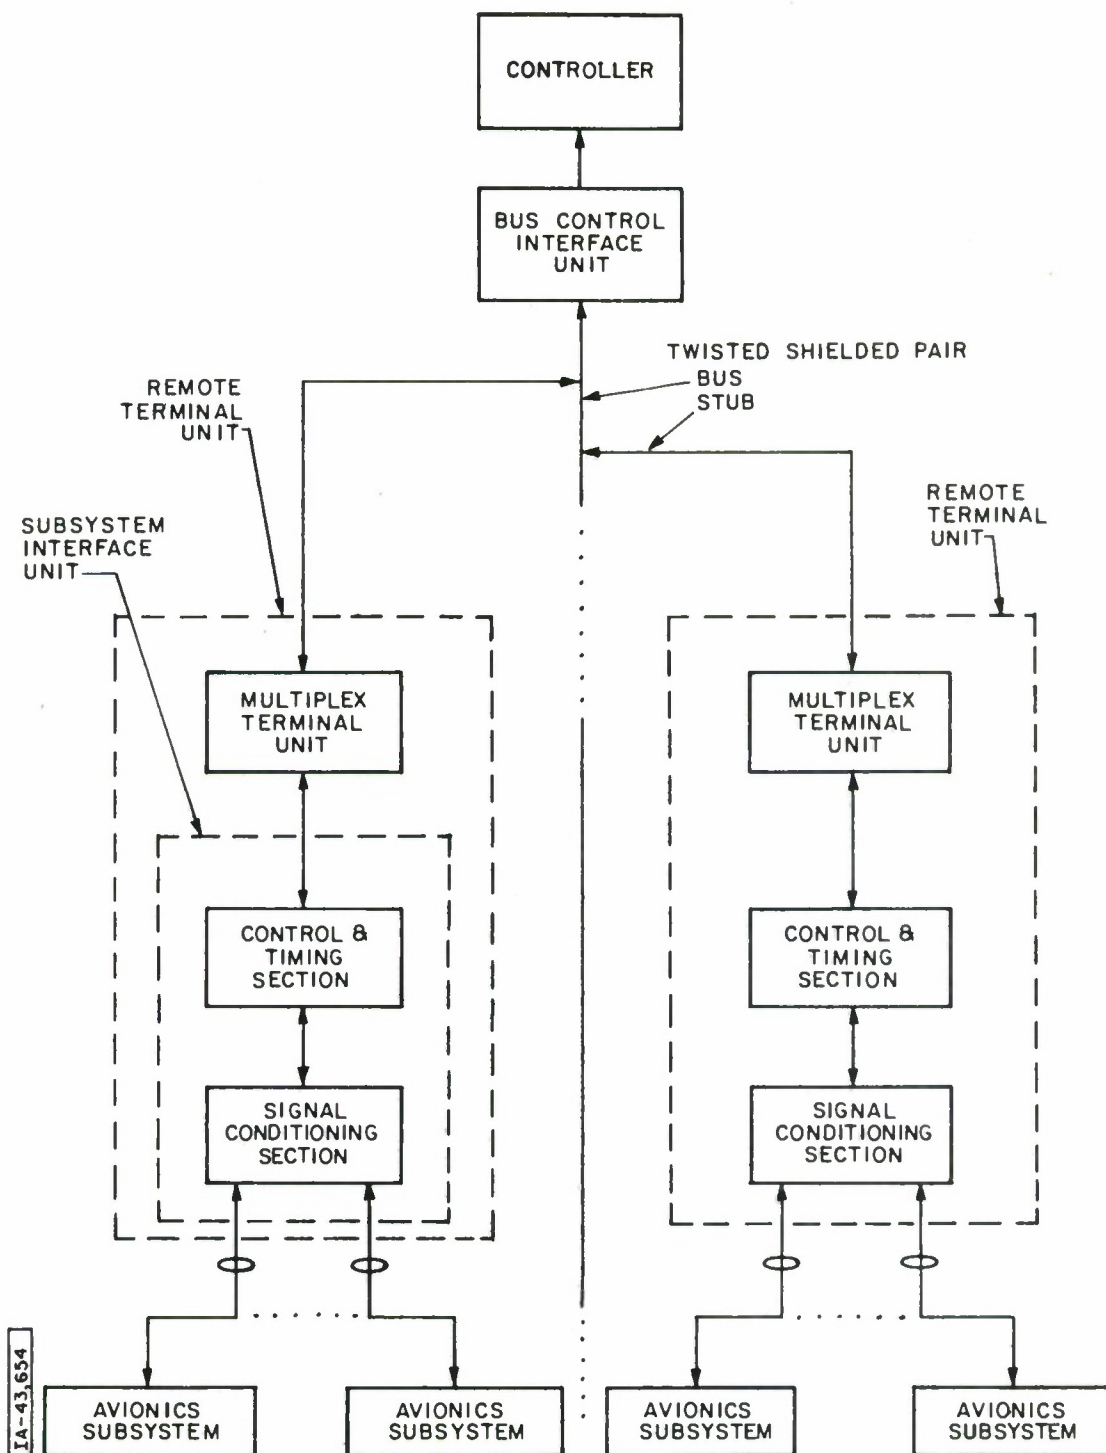 CONTROLLER
BUS CONTROL
INTERFACE
UNIT
TWISTED SHIELDED PAIR
BUS
STUB
REMOTE
TERMINAL
UNIT
SUBSYSTEM
INTERFACE
UNIT
REMOTE
TERMINAL
UNIT
MULTIPLEX
TERMINAL
UNIT
MULTIPLEX
TERMINAL
UNIT
CONTROL &
TIMING
SECTION
CONTROL &
TIMING
SECTION
SIGNAL
CONDITIONING
SECTION
SIGNAL
CONDITIONING
SECTION
IA-43,654
AVIONICS
SUBSYSTEM
AVIONICS
SUBSYSTEM
AVIONICS
SUBSYSTEM
AVIONICS
SUBSYSTEM